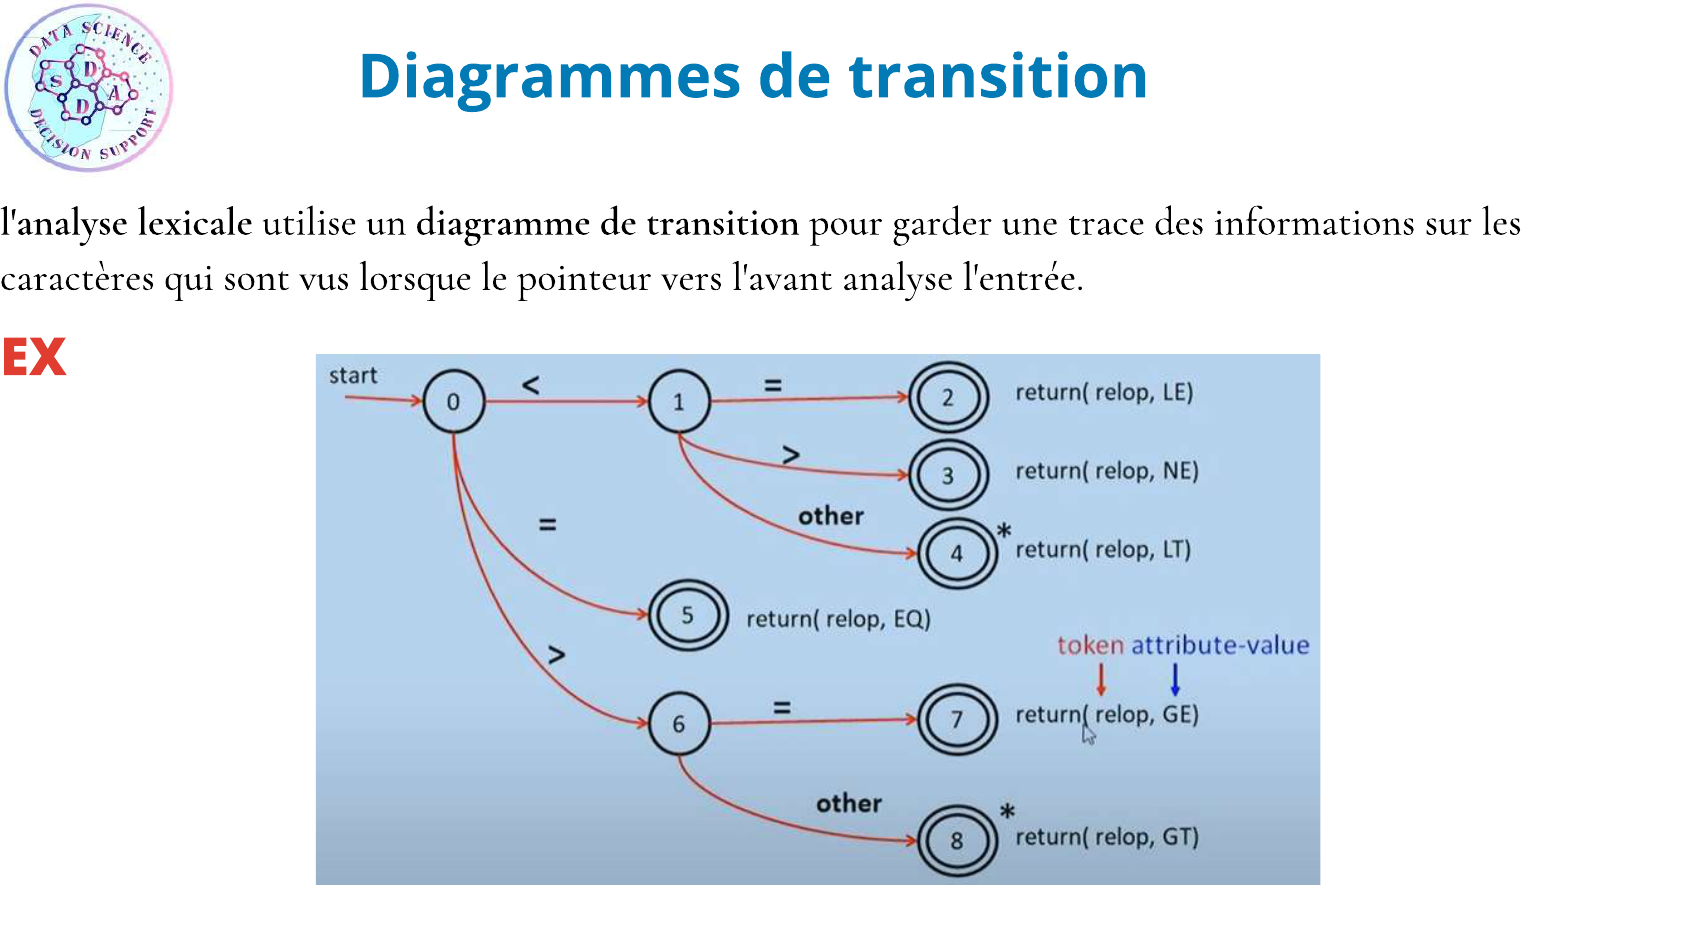 DATA SCIENCE
S D D A
DECISION SUPPORT
Diagrammes de transition
l'analyse lexicale utilise un diagramme de transition pour garder une trace des informations sur les
caractères qui sont vus lorsque le pointeur vers l'avant analyse l'entrée.
EX
start
0
<
1
=
2
return( relop, LE)
>
3
return( relop, NE)
other
4
*
return( relop, LT)
=
5
return( relop, EQ)
>
6
token attribute-value
=
7
return( relop, GE)
other
8
*
return( relop, GT)